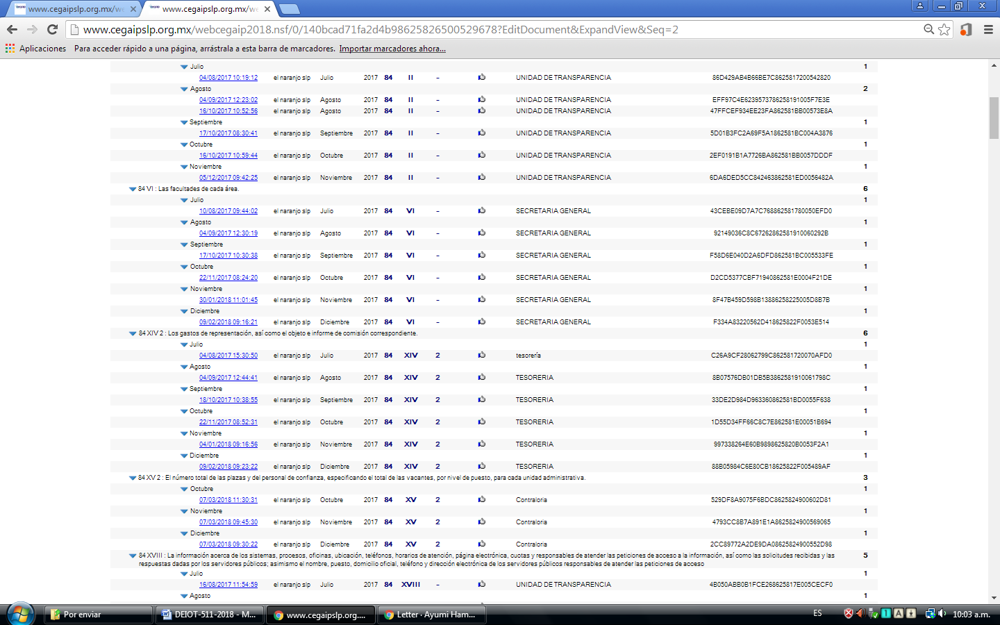 www.cegaipslp.org.mx/we
www.cegaipslp.org.mx/we
www.cegaipslp.org.mx/webcegaip2018.nsf/0/140bcad71fa2d4b98625826500529678?EditDocument&ExpandView&Seq=2
Aplicaciones Para acceder rápido a una página, arrástrala a esta barra de marcadores. Importar marcadores ahora...
Julio 1
04/08/2017 10:19:12 el naranjo slp Julio 2017 84 II - UNIDAD DE TRANSPARENCIA 86D429AB4B66BE7C8625817200542820
Agosto 2
04/09/2017 12:23:02 el naranjo slp Agosto 2017 84 II - UNIDAD DE TRANSPARENCIA EFF97C4E6239573786258191005F7E3E
16/10/2017 10:52:56 el naranjo slp Agosto 2017 84 II - UNIDAD DE TRANSPARENCIA 47FFCEF934EE23FA862581BB00573E8A
Septiembre 1
17/10/2017 08:30:41 el naranjo slp Septiembre 2017 84 II - UNIDAD DE TRANSPARENCIA 5D01B3FC2A69F5A1862581BC004A3876
Octubre 1
16/10/2017 10:59:44 el naranjo slp Octubre 2017 84 II - UNIDAD DE TRANSPARENCIA 2EF0191B1A7726BA862581BB0057DDDF
Noviembre 1
05/12/2017 09:42:25 el naranjo slp Noviembre 2017 84 II - UNIDAD DE TRANSPARENCIA 6DA6DED5CC842463862581ED0056482A
84 VI : Las facultades de cada área. 6
Julio 1
10/08/2017 09:44:02 el naranjo slp Julio 2017 84 VI - SECRETARIA GENERAL 43CEBE09D7A7C768862581780050EFD0
Agosto 1
04/09/2017 12:30:19 el naranjo slp Agosto 2017 84 VI - SECRETARIA GENERAL 92149036C8C67262862581910060292B
Septiembre 1
17/10/2017 10:30:38 el naranjo slp Septiembre 2017 84 VI - SECRETARIA GENERAL F58D6E040D2A6DFD862581BC005533FE
Octubre 1
22/11/2017 08:24:20 el naranjo slp Octubre 2017 84 VI - SECRETARIA GENERAL D2CD5377CBF71940862581E0004F21DE
Noviembre 1
30/01/2018 11:01:45 el naranjo slp Noviembre 2017 84 VI - SECRETARIA GENERAL 8F47B459D598B13886258225005D8B7B
Diciembre 1
09/02/2018 09:16:21 el naranjo slp Diciembre 2017 84 VI - SECRETARIA GENERAL F334A83220562D418625822F0053E514
84 XIV 2 : Los gastos de representación, así como el objeto e informe de comisión correspondiente. 6
Julio 1
04/08/2017 15:30:50 el naranjo slp Julio 2017 84 XIV 2 tesorería C26A9CF28062799C862581720070AFD0
Agosto 1
04/09/2017 12:44:41 el naranjo slp Agosto 2017 84 XIV 2 TESORERIA 8B07576DB01DB5B3862581910061798C
Septiembre 1
18/10/2017 10:38:55 el naranjo slp Septiembre 2017 84 XIV 2 TESORERIA 33DE2D984D963360862581BD0055F638
Octubre 1
22/11/2017 08:52:31 el naranjo slp Octubre 2017 84 XIV 2 TESORERIA 1D55D34FF66C8C7E862581E00051B694
Noviembre 1
04/01/2018 09:16:56 el naranjo slp Noviembre 2017 84 XIV 2 TESORERIA 997338264E60B9898625820B0053F2A1
Diciembre 1
09/02/2018 09:23:22 el naranjo slp Diciembre 2017 84 XIV 2 TESORERIA 88B05984C6E80CB18625822F005489AF
84 XV 2 : El número total de las plazas y del personal de confianza, especificando el total de las vacantes, por nivel de puesto, para cada unidad administrativa. 3
Octubre 1
07/03/2018 11:30:31 el naranjo slp Octubre 2017 84 XV 2 Contraloria 529DF8A9075F6BDC8625824900602D81
Noviembre 1
07/03/2018 09:45:30 el naranjo slp Noviembre 2017 84 XV 2 Contraloria 4793CC8B7A891E1A8625824900569065
Diciembre 1
07/03/2018 09:30:22 el naranjo slp Diciembre 2017 84 XV 2 Contraloria 2CC89772A2DE9DA08625824900552D98
84 XVIII : La información acerca de los sistemas, procesos, oficinas, ubicación, teléfonos, horarios de atención, página electrónica, cuotas y responsables de atender las peticiones de acceso a la información, así como las solicitudes recibidas y las 5
respuestas dadas por los servidores públicos; asimismo el nombre, puesto, domicilio oficial, teléfono y dirección electrónica de los servidores públicos responsables de atender las peticiones de acceso
Julio 1
16/08/2017 11:54:59 el naranjo slp Julio 2017 84 XVIII - UNIDAD DE TRANSPARENCIA 4B050ABB0B1FCE268625817E005CECF0
Agosto 1
Por enviar DEIOT-511-2018 - M... www.cegaipslp.org.... Letter · Ayumi Ham... ES 10:03 a.m.